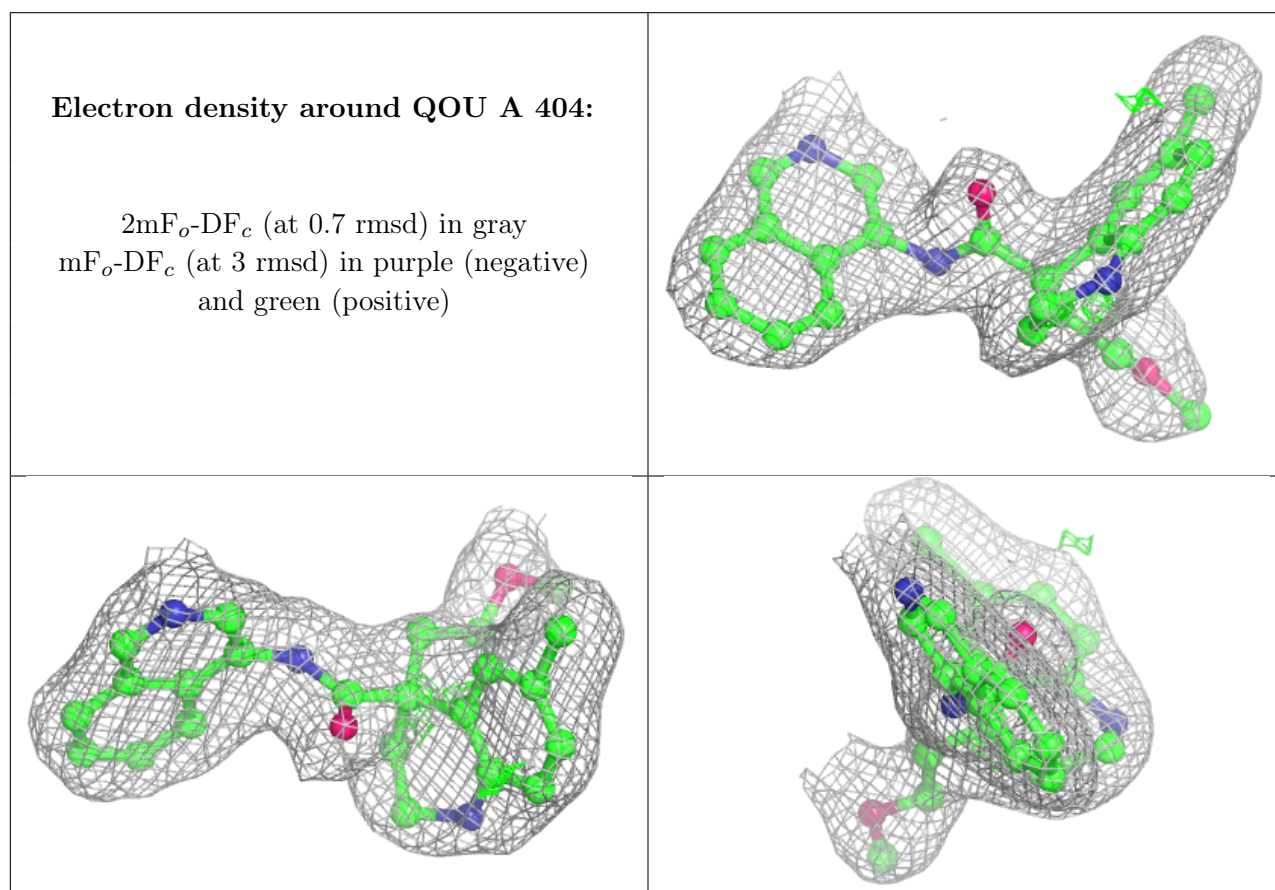 Electron density around QOU A 404:
2mFo-DFc (at 0.7 rmsd) in gray
mFo-DFc (at 3 rmsd) in purple (negative)
and green (positive)